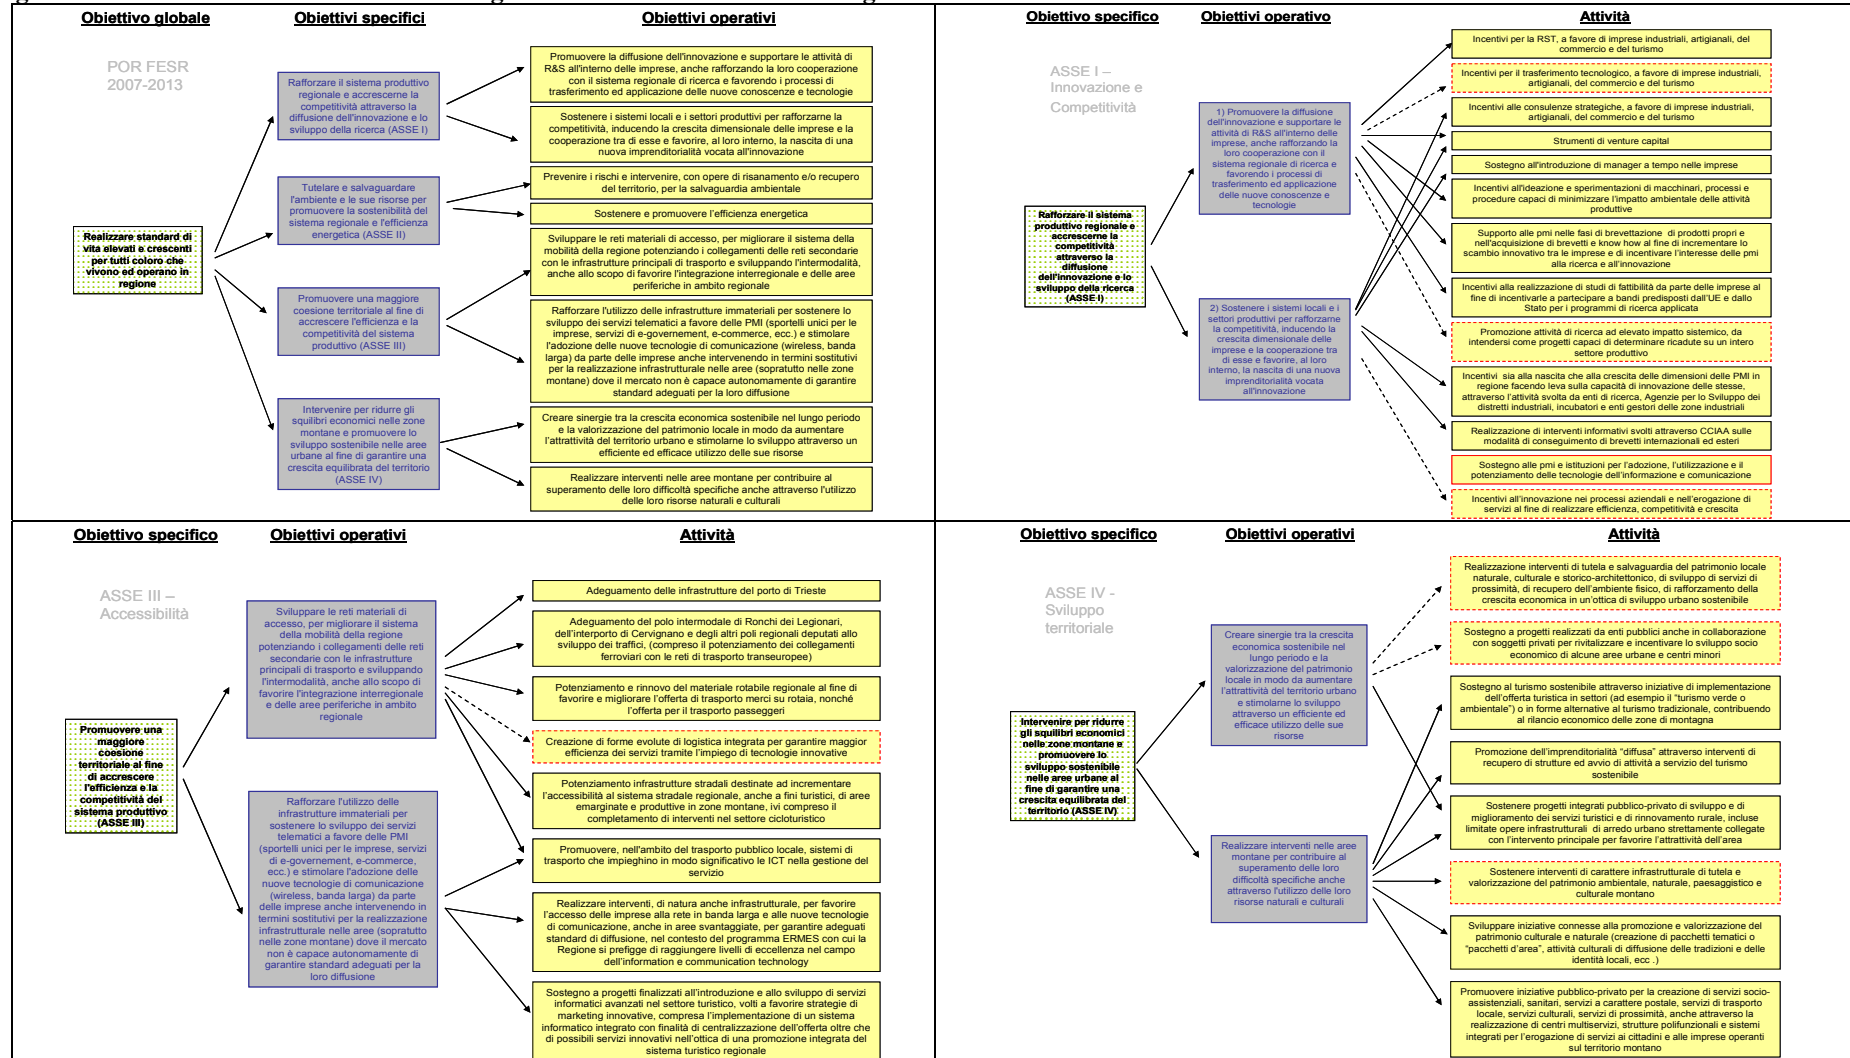 Obiettivo globale
Obiettivi specifici
Obiettivi operativi
POR FESR
2007-2013
Realizzare standard di
vita elevati e crescenti
per tutti coloro che
vivono ed operano in
regione
Rafforzare il sistema produttivo
regionale e accrescerne la
competitività attraverso la
diffusione dell'innovazione e lo
sviluppo della ricerca (ASSE I)
Tutelare e salvaguardare
l'ambiente e le sue risorse per
promuovere la sostenibilità del
sistema regionale e l'efficienza
energetica (ASSE II)
Promuovere una maggiore
coesione territoriale al fine di
accrescere l'efficienza e la
competitività del sistema
produttivo (ASSE III)
Intervenire per ridurre gli
squilibri economici nelle zone
montane e promuovere lo
sviluppo sostenibile nelle aree
urbane al fine di garantire una
crescita equilibrata del territorio
(ASSE IV)
Promuovere la diffusione dell'innovazione e supportare le attività di
R&S all'interno delle imprese, anche rafforzando la loro cooperazione
con il sistema regionale di ricerca e favorendo i processi di
trasferimento ed applicazione delle nuove conoscenze e tecnologie
Sostenere i sistemi locali e i settori produttivi per rafforzarne la
competitività, inducendo la crescita dimensionale delle imprese e la
cooperazione tra di esse e favorire, al loro interno, la nascita di una
nuova imprenditorialità vocata all'innovazione
Prevenire i rischi e intervenire, con opere di risanamento e/o recupero
del territorio, per la salvaguardia ambientale
Sostenere e promuovere l'efficienza energetica
Sviluppare le reti materiali di accesso, per migliorare il sistema della
mobilità della regione potenziando i collegamenti delle reti secondarie
con le infrastrutture principali di trasporto e sviluppando l'intermodalità,
anche allo scopo di favorire l'integrazione interregionale e delle aree
periferiche in ambito regionale
Rafforzare l'utilizzo delle infrastrutture immateriali per sostenere lo
sviluppo dei servizi telematici a favore delle PMI (sportelli unici per le
imprese, servizi di e-governement, e-commerce, ecc.) e stimolare
l'adozione delle nuove tecnologie di comunicazione (wireless, banda
larga) da parte delle imprese anche intervenendo in termini sostitutivi
per la realizzazione infrastrutturale nelle aree (sopratutto nelle zone
montane) dove il mercato non è capace autonomamente di garantire
standard adeguati per la loro diffusione
Creare sinergie tra la crescita economica sostenibile nel lungo periodo
e la valorizzazione del patrimonio locale in modo da aumentare
l'attrattività del territorio urbano e stimolarne lo sviluppo attraverso un
efficiente ed efficace utilizzo delle sue risorse
Realizzare interventi nelle aree montane per contribuire al
superamento delle loro difficoltà specifiche anche attraverso l'utilizzo
delle loro risorse naturali e culturali
Obiettivo specifico
Obiettivi operativo
Attività
ASSE I –
Innovazione e
Competitività
Rafforzare il sistema
produttivo regionale e
accrescerne la
competitività
attraverso la
diffusione
dell'innovazione e lo
sviluppo della ricerca
(ASSE I)
1) Promuovere la diffusione
dell'innovazione e supportare le
attività di R&S all'interno delle
imprese, anche rafforzando la
loro cooperazione con il
sistema regionale di ricerca e
favorendo i processi di
trasferimento ed applicazione
delle nuove conoscenze e
tecnologie
2) Sostenere i sistemi locali e i
settori produttivi per rafforzarne
la competitività, inducendo la
crescita dimensionale delle
imprese e la cooperazione tra
di esse e favorire, al loro
interno, la nascita di una nuova
imprenditorialità vocata
all'innovazione
Incentivi per la RST, a favore di imprese industriali, artigianali, del
commercio e del turismo
Incentivi per il trasferimento tecnologico, a favore di imprese industriali,
artigianali, del commercio e del turismo
Incentivi alle consulenze strategiche, a favore di imprese industriali,
artigianali, del commercio e del turismo
Strumenti di venture capital
Sostegno all'introduzione di manager a tempo nelle imprese
Incentivi all'ideazione e sperimentazioni di macchinari, processi e
procedure capaci di minimizzare l'impatto ambientale delle attività
produttive
Supporto alle pmi nelle fasi di brevettazione di prodotti propri e
nell'acquisizione di brevetti e know how al fine di incrementare lo
scambio innovativo tra le imprese e di incentivare l'interesse delle pmi
alla ricerca e all'innovazione
Incentivi alla realizzazione di studi di fattibilità da parte delle imprese al
fine di incentivarle a partecipare a bandi predisposti dall'UE e dallo
Stato per i programmi di ricerca applicata
Promozione attività di ricerca ad elevato impatto sistemico, da
intendersi come progetti capaci di determinare ricadute su un intero
settore produttivo
Incentivi sia alla nascita che alla crescita delle dimensioni delle PMI in
regione facendo leva sulla capacità di innovazione delle stesse,
attraverso l'attività svolta da enti di ricerca, Agenzie per lo Sviluppo dei
distretti industriali, incubatori e enti gestori delle zone industriali
Realizzazione di interventi informativi svolti attraverso CCIAA sulle
modalità di conseguimento di brevetti internazionali ed esteri
Sostegno alle pmi e istituzioni per l'adozione, l'utilizzazione e il
potenziamento delle tecnologie dell'informazione e comunicazione
Incentivi all'innovazione nei processi aziendali e nell'erogazione di
servizi al fine di realizzare efficienza, competitività e crescita
Obiettivo specifico
Obiettivi operativi
Attività
ASSE III –
Accessibilità
Promuovere una
maggiore
coesione
territoriale al fine
di accrescere
l'efficienza e la
competitività del
sistema produttivo
(ASSE III)
Sviluppare le reti materiali di
accesso, per migliorare il sistema
della mobilità della regione
potenziando i collegamenti delle reti
secondarie con le infrastrutture
principali di trasporto e sviluppando
l'intermodalità, anche allo scopo di
favorire l'integrazione interregionale
e delle aree periferiche in ambito
regionale
Rafforzare l'utilizzo delle
infrastrutture immateriali per
sostenere lo sviluppo dei servizi
telematici a favore delle PMI
(sportelli unici per le imprese, servizi
di e-governement, e-commerce,
ecc.) e stimolare l'adozione delle
nuove tecnologie di comunicazione
(wireless, banda larga) da parte
delle imprese anche intervenendo in
termini sostitutivi per la realizzazione
infrastrutturale nelle aree (sopratutto
nelle zone montane) dove il mercato
non è capace autonomamente di
garantire standard adeguati per la
loro diffusione
Adeguamento delle infrastrutture del porto di Trieste
Adeguamento del polo intermodale di Ronchi dei Legionari,
dell'interporto di Cervignano e degli altri poli regionali deputati allo
sviluppo dei traffici, (compreso il potenziamento dei collegamenti
ferroviari con le reti di trasporto transeuropee)
Potenziamento e rinnovo del materiale rotabile regionale al fine di
favorire e migliorare l'offerta di trasporto merci su rotaia, nonché
l'offerta per il trasporto passeggeri
Creazione di forme evolute di logistica integrata per garantire maggior
efficienza dei servizi tramite l'impiego di tecnologie innovative
Potenziamento infrastrutture stradali destinate ad incrementare
l'accessibilità al sistema stradale regionale, anche a fini turistici, di aree
emarginate e produttive in zone montane, ivi compreso il
completamento di interventi nel settore cicloturistico
Promuovere, nell'ambito del trasporto pubblico locale, sistemi di
trasporto che impieghino in modo significativo le ICT nella gestione del
servizio
Realizzare interventi, di natura anche infrastrutturale, per favorire
l'accesso delle imprese alla rete in banda larga e alle nuove tecnologie
di comunicazione, anche in aree svantaggiate, per garantire adeguati
standard di diffusione, nel contesto del programma ERMES con cui la
Regione si prefigge di raggiungere livelli di eccellenza nel campo
dell'information e communication technology
Sostegno a progetti finalizzati all'introduzione e allo sviluppo di servizi
informatici avanzati nel settore turistico, volti a favorire strategie di
marketing innovative, compresa l'implementazione di un sistema
informatico integrato con finalità di centralizzazione dell'offerta oltre che
di possibili servizi innovativi nell'ottica di una promozione integrata del
sistema turistico regionale
Obiettivo specifico
Obiettivi operativi
Attività
ASSE IV -
Sviluppo
territoriale
Intervenire per ridurre
gli squilibri economici
nelle zone montane e
promuovere lo
sviluppo sostenibile
nelle aree urbane al
fine di garantire una
crescita equilibrata del
territorio (ASSE IV)
Creare sinergie tra la crescita
economica sostenibile nel
lungo periodo e la
valorizzazione del patrimonio
locale in modo da aumentare
l'attrattività del territorio urbano
e stimolarne lo sviluppo
attraverso un efficiente ed
efficace utilizzo delle sue
risorse
Realizzare interventi nelle aree
montane per contribuire al
superamento delle loro
difficoltà specifiche anche
attraverso l'utilizzo delle loro
risorse naturali e culturali
Realizzazione interventi di tutela e salvaguardia del patrimonio locale
naturale, culturale e storico-architettonico, di sviluppo di servizi di
prossimità, di recupero dell'ambiente fisico, di rafforzamento della
crescita economica in un'ottica di sviluppo urbano sostenibile
Sostegno a progetti realizzati da enti pubblici anche in collaborazione
con soggetti privati per rivitalizzare e incentivare lo sviluppo socio
economico di alcune aree urbane e centri minori
Sostegno al turismo sostenibile attraverso iniziative di implementazione
dell'offerta turistica in settori (ad esempio il "turismo verde o
ambientale") o in forme alternative al turismo tradizionale, contribuendo
al rilancio economico delle zone di montagna
Promozione dell'imprenditorialità "diffusa" attraverso interventi di
recupero di strutture ed avvio di attività a servizio del turismo
sostenibile
Sostenere progetti integrati pubblico-privato di sviluppo e di
miglioramento dei servizi turistici e di rinnovamento rurale, incluse
limitate opere infrastrutturali di arredo urbano strettamente collegate
con l'intervento principale per favorire l'attrattività dell'area
Sostenere interventi di carattere infrastrutturale di tutela e
valorizzazione del patrimonio ambientale, naturale, paesaggistico e
culturale montano
Sviluppare iniziative connesse alla promozione e valorizzazione del
patrimonio culturale e naturale (creazione di pacchetti tematici o
"pacchetti d'area", attività culturali di diffusione delle tradizioni e delle
identità locali, ecc .)
Promuovere iniziative pubblico-privato per la creazione di servizi socio-
assistenziali, sanitari, servizi a carattere postale, servizi di trasporto
locale, servizi culturali, servizi di prossimità, anche attraverso la
realizzazione di centri multiservizi, strutture polifunzionali e sistemi
integrati per l'erogazione di servizi ai cittadini e alle imprese operanti
sul territorio montano